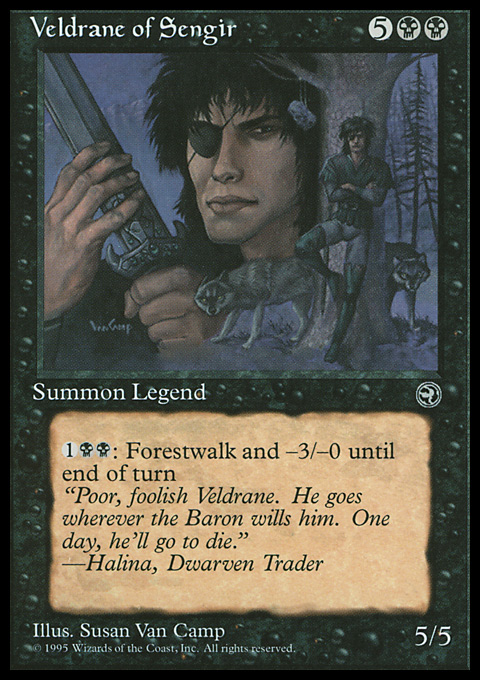 Veldrane of Sengir 5
VanCamp
Summon Legend
1: Forestwalk and –3/–0 until
end of turn
“Poor, foolish Veldrane. He goes
wherever the Baron wills him. One
day, he’ll go to die.”
—Halina, Dwarven Trader
Illus. Susan Van Camp
5/5
© 1995 Wizards of the Coast, Inc. All rights reserved.